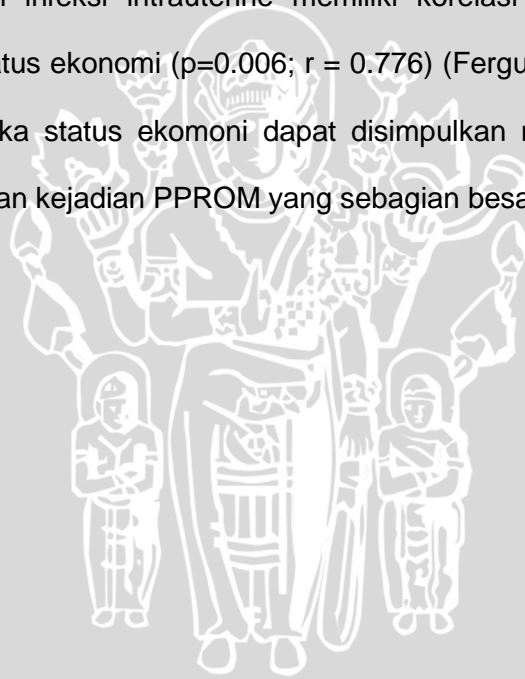 infeksi intrauterine memiliki korelasi
atus ekonomi (p=0.006; r = 0.776) (Fergu
ka status ekomoni dapat disimpulkan
an kejadian PPROM yang sebagian besa